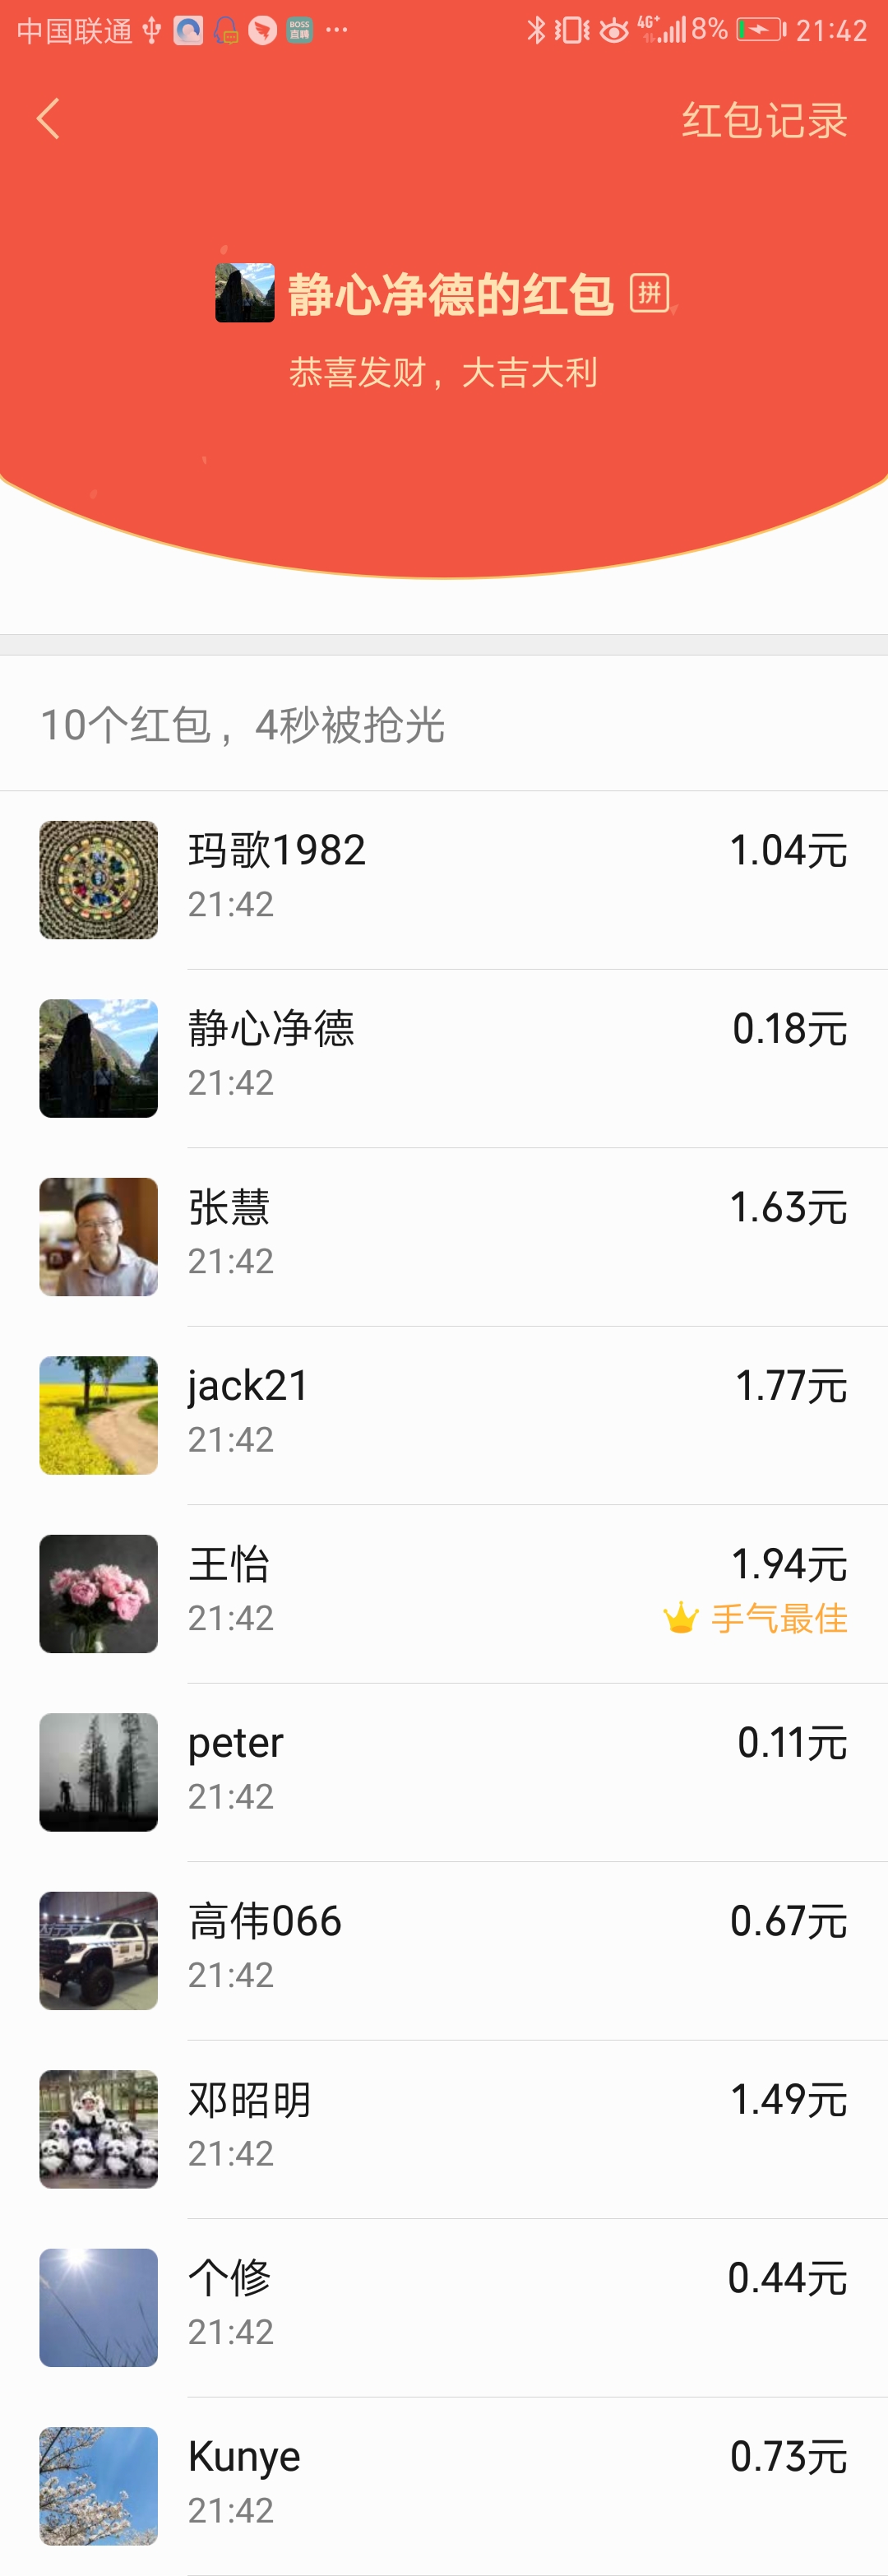 中国联通 BOSS直聘 ··· 4G+ 8% 21:42
红包记录
静心净德的红包 拼
恭喜发财，大吉大利
10个红包，4秒被抢光
玛歌1982 1.04元
21:42
静心净德 0.18元
21:42
张慧 1.63元
21:42
jack21 1.77元
21:42
王怡 1.94元
21:42 手气最佳
peter 0.11元
21:42
高伟066 0.67元
21:42
邓昭明 1.49元
21:42
个修 0.44元
21:42
Kunye 0.73元
21:42